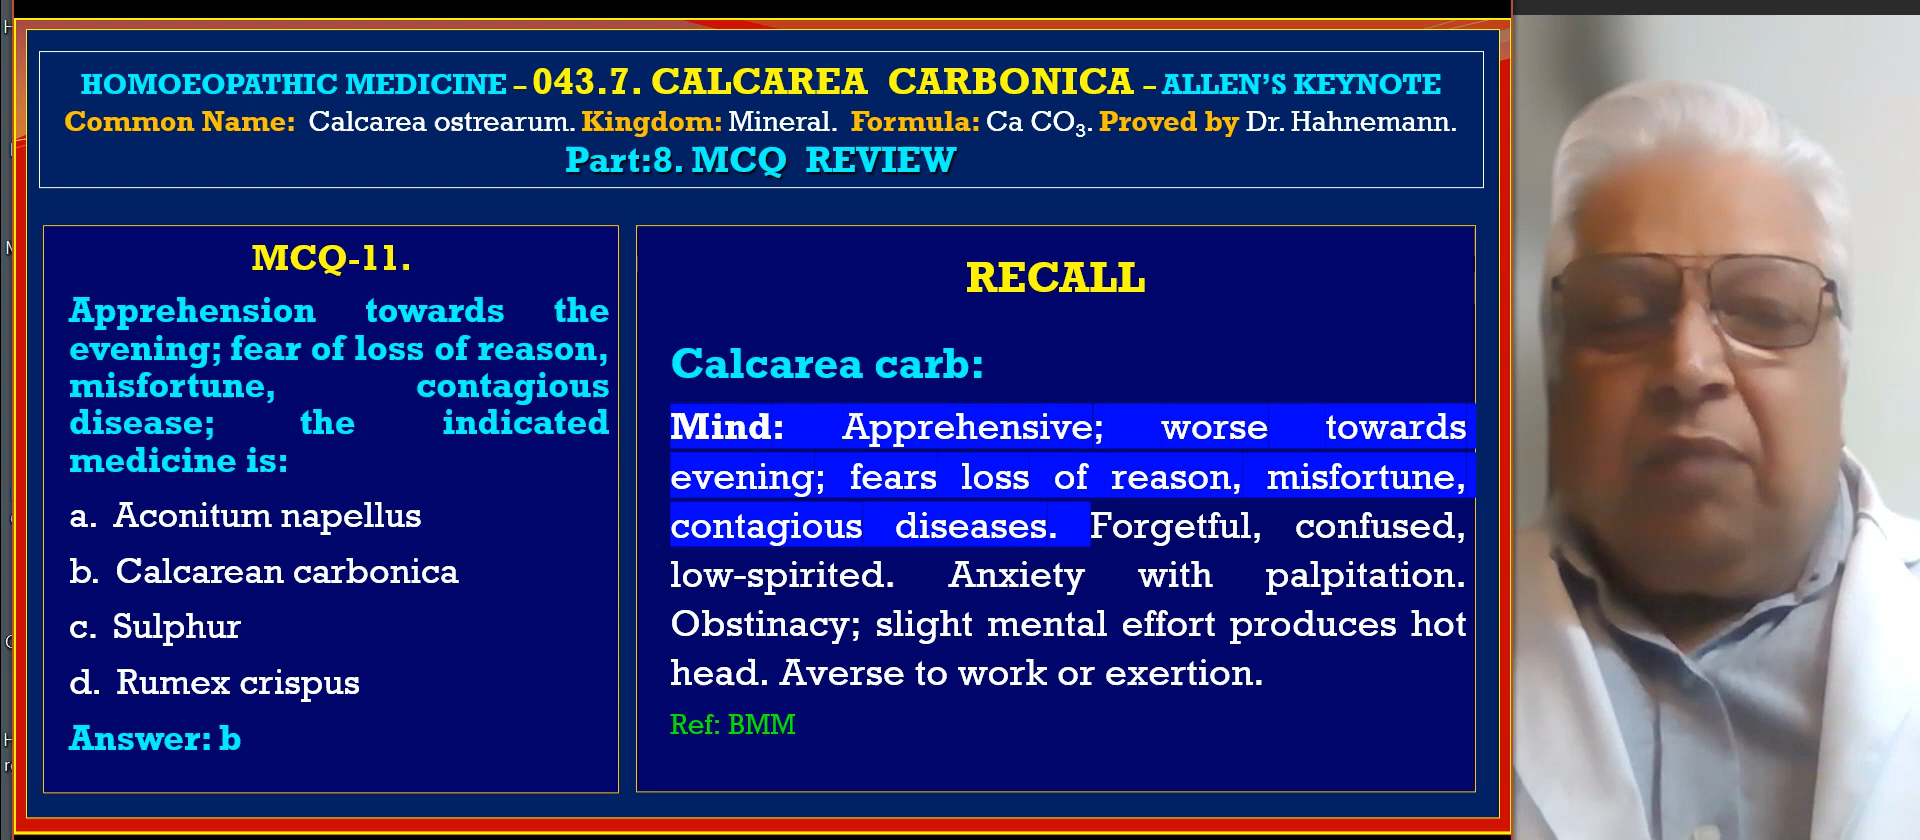 HOMOEOPATHIC MEDICINE – 043.7. CALCAREA CARBONICA – ALLEN’S KEYNOTE
Common Name: Calcarea ostrearum. Kingdom: Mineral. Formula: Ca CO₃. Proved by Dr. Hahnemann.
Part:8. MCQ REVIEW
MCQ-11.
Apprehension towards the
evening; fear of loss of reason,
misfortune, contagious
disease; the indicated
medicine is:
a. Aconitum napellus
b. Calcarean carbonica
c. Sulphur
d. Rumex crispus
Answer: b
RECALL
Calcarea carb:
Mind: Apprehensive; worse towards
evening; fears loss of reason, misfortune,
contagious diseases. Forgetful, confused,
low-spirited. Anxiety with palpitation.
Obstinacy; slight mental effort produces hot
head. Averse to work or exertion.
Ref: BMM